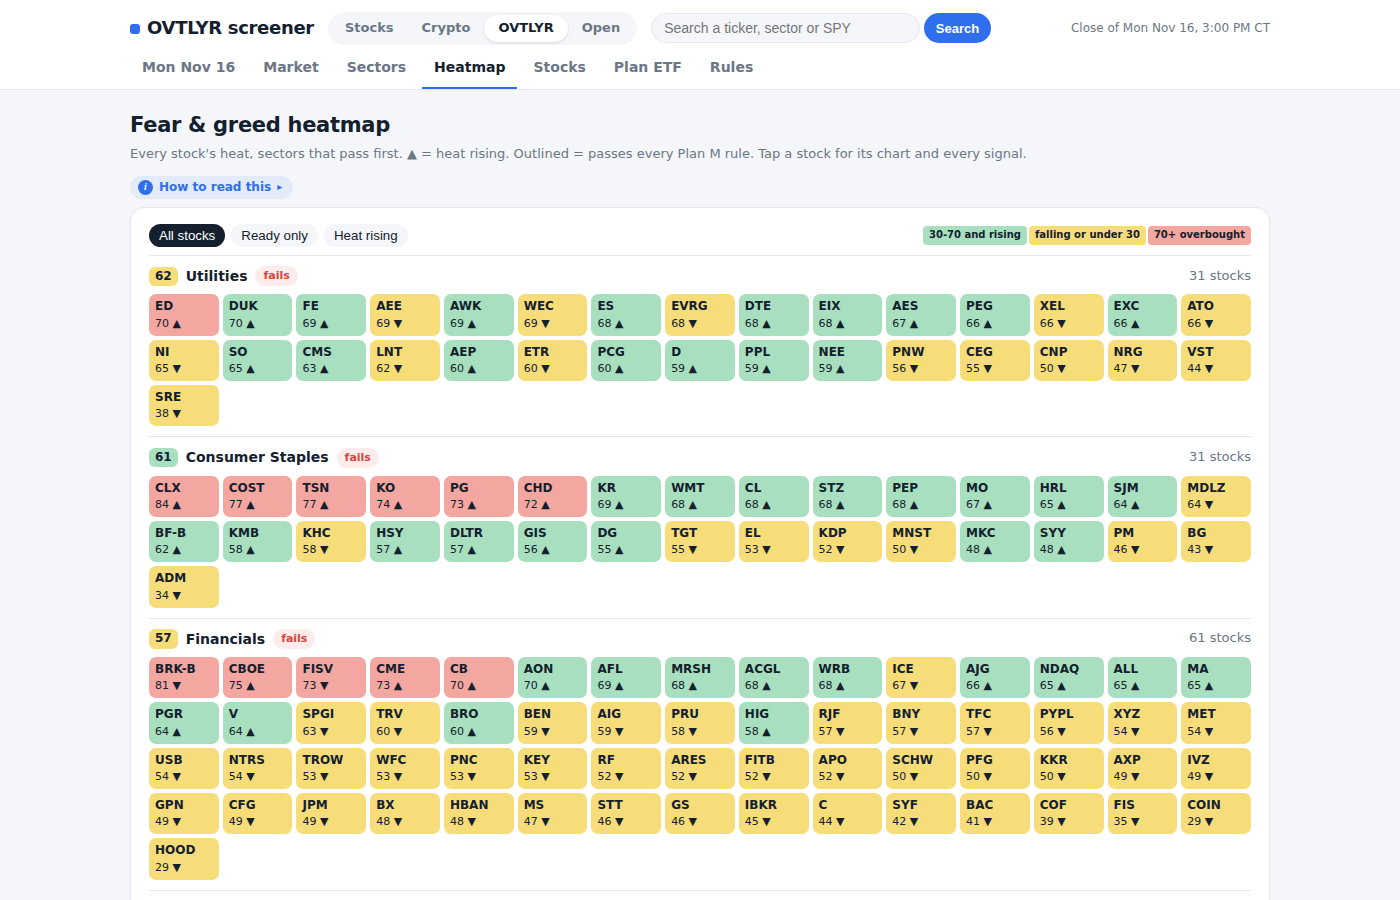 OVTLYR screener Stocks Crypto OVTLYR Open Search a ticker, sector or SPY Search Close of Mon Nov 16, 3:00 PM CT
Mon Nov 16 Market Sectors Heatmap Stocks Plan ETF Rules
Fear & greed heatmap
Every stock's heat, sectors that pass first. ▲ = heat rising. Outlined = passes every Plan M rule. Tap a stock for its chart and every signal.
i How to read this ▸
All stocks Ready only Heat rising 30-70 and rising falling or under 30 70+ overbought
62 Utilities fails 31 stocks
ED DUK FE AEE AWK WEC ES EVRG DTE EIX AES PEG XEL EXC ATO
70 ▲ 70 ▲ 69 ▲ 69 ▼ 69 ▲ 69 ▼ 68 ▲ 68 ▼ 68 ▲ 68 ▲ 67 ▲ 66 ▲ 66 ▼ 66 ▲ 66 ▼
NI SO CMS LNT AEP ETR PCG D PPL NEE PNW CEG CNP NRG VST
65 ▼ 65 ▲ 63 ▲ 62 ▼ 60 ▲ 60 ▼ 60 ▲ 59 ▲ 59 ▲ 59 ▲ 56 ▼ 55 ▼ 50 ▼ 47 ▼ 44 ▼
SRE
38 ▼
61 Consumer Staples fails 31 stocks
CLX COST TSN KO PG CHD KR WMT CL STZ PEP MO HRL SJM MDLZ
84 ▲ 77 ▲ 77 ▲ 74 ▲ 73 ▲ 72 ▲ 69 ▲ 68 ▲ 68 ▲ 68 ▲ 68 ▲ 67 ▲ 65 ▲ 64 ▲ 64 ▼
BF-B KMB KHC HSY DLTR GIS DG TGT EL KDP MNST MKC SYY PM BG
62 ▲ 58 ▲ 58 ▼ 57 ▲ 57 ▲ 56 ▲ 55 ▲ 55 ▼ 53 ▼ 52 ▼ 50 ▼ 48 ▲ 48 ▲ 46 ▼ 43 ▼
ADM
34 ▼
57 Financials fails 61 stocks
BRK-B CBOE FISV CME CB AON AFL MRSH ACGL WRB ICE AJG NDAQ ALL MA
81 ▼ 75 ▲ 73 ▼ 73 ▲ 70 ▲ 70 ▲ 69 ▲ 68 ▲ 68 ▲ 68 ▲ 67 ▼ 66 ▲ 65 ▲ 65 ▲ 65 ▲
PGR V SPGI TRV BRO BEN AIG PRU HIG RJF BNY TFC PYPL XYZ MET
64 ▲ 64 ▲ 63 ▼ 60 ▼ 60 ▲ 59 ▼ 59 ▼ 58 ▼ 58 ▲ 57 ▼ 57 ▼ 57 ▼ 56 ▼ 54 ▼ 54 ▼
USB NTRS TROW WFC PNC KEY RF ARES FITB APO SCHW PFG KKR AXP IVZ
54 ▼ 54 ▼ 53 ▼ 53 ▼ 53 ▼ 53 ▼ 52 ▼ 52 ▼ 52 ▼ 52 ▼ 50 ▼ 50 ▼ 50 ▼ 49 ▼ 49 ▼
GPN CFG JPM BX HBAN MS STT GS IBKR C SYF BAC COF FIS COIN
49 ▼ 49 ▼ 49 ▼ 48 ▼ 48 ▼ 47 ▼ 46 ▼ 46 ▼ 45 ▼ 44 ▼ 42 ▼ 41 ▼ 39 ▼ 35 ▼ 29 ▼
HOOD
29 ▼